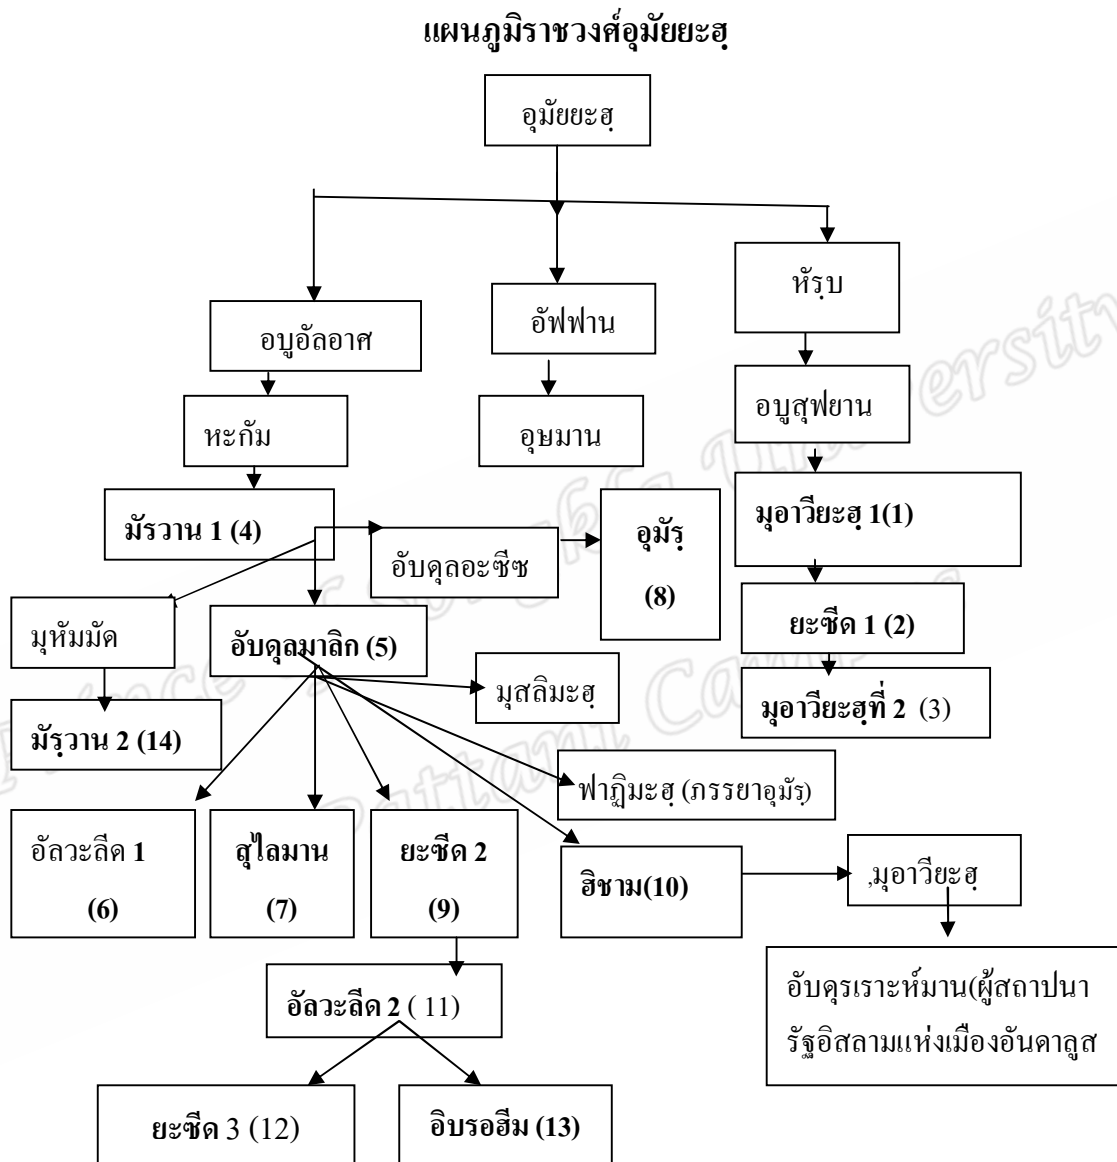 แผนภูมิราชวงศ์อุมัยยะฮฺ
อุมัยยะฮฺ
อบูอัลอาศ
อัฟฟาน
หัรฺบ
หะกัม
อุษมาน
อบูสุฟยาน
มัรวาน 1 (4)
อับดุลอะซีซ
อุมัรฺ
(8)
มุอาวียะฮฺ 1(1)
มุหัมมัด
อับดุลมาลิก (5)
ยะซีด 1 (2)
มุสลิมะฮฺ
มุอาวียะฮฺที่ 2 (3)
มัรฺวาน 2 (14)
ฟาฏิมะฮฺ (ภรรยาอุมัรฺ)
อัลวะลีด 1
(6)
สุไลมาน
(7)
ยะซีด 2
(9)
ฮิชาม(10)
,มุอาวียะฮฺ
อัลวะลีด 2 ( 11)
อับดุรเราะห์มาน(ผู้สถาปนา
รัฐอิสลามแห่งเมืองอันดาลูส
ยะซีด 3 (12)
อิบรอฮีม (13)
Prince of Songkla University
Pattani Campus